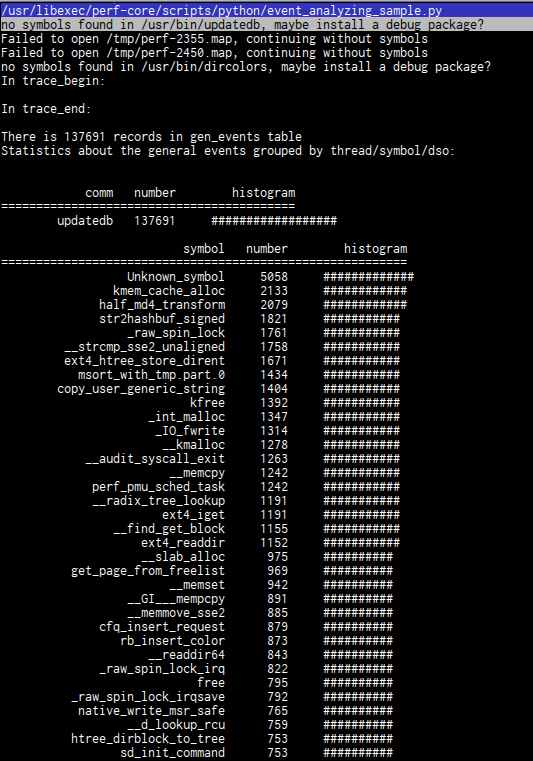 /usr/libexec/perf-core/scripts/python/event_analyzing_sample.py
no symbols found in /usr/bin/updatedb, maybe install a debug package?
Failed to open /tmp/perf-2355.map, continuing without symbols
Failed to open /tmp/perf-2450.map, continuing without symbols
no symbols found in /usr/bin/dircolors, maybe install a debug package?
In trace_begin:
In trace_end:
There is 137691 records in gen_events table
Statistics about the general events grouped by thread/symbol/dso:
comm number histogram
==========================================
updatedb 137691 ##################
symbol number histogram
==========================================================
Unknown_symbol 5058 #############
kmem_cache_alloc 2133 ############
half_md4_transform 2079 ############
str2hashbuf_signed 1821 ###########
_raw_spin_lock 1761 ###########
__strcmp_sse2_unaligned 1758 ###########
ext4_htree_store_dirent 1671 ###########
msort_with_tmp.part.0 1434 ###########
copy_user_generic_string 1404 ###########
kfree 1392 ###########
_int_malloc 1347 ###########
_IO_fwrite 1314 ###########
__kmalloc 1278 ###########
__audit_syscall_exit 1263 ###########
__memcpy 1242 ###########
perf_pmu_sched_task 1242 ###########
__radix_tree_lookup 1191 ###########
ext4_iget 1191 ###########
__find_get_block 1155 ###########
ext4_readdir 1152 ###########
__slab_alloc 975 ##########
get_page_from_freelist 969 ##########
__memset 942 ##########
__GI___mempcpy 891 ##########
__memmove_sse2 885 ##########
cfq_insert_request 879 ##########
rb_insert_color 873 ##########
__readdir64 843 ##########
_raw_spin_lock_irq 822 ##########
free 795 ##########
_raw_spin_lock_irqsave 792 ##########
native_write_msr_safe 765 ##########
__d_lookup_rcu 759 ##########
htree_dirblock_to_tree 753 ##########
sd_init_command 753 ##########